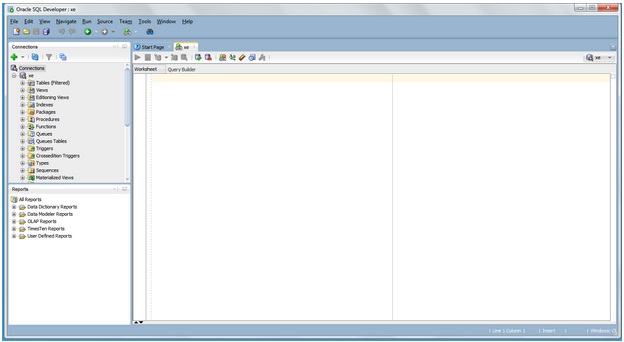 Oracle SQL Developer : xe
File Edit View Navigate Run Source Team Tools Window Help
Connections
Connections
xe
Tables (Filtered)
Views
Editioning Views
Indexes
Packages
Procedures
Functions
Queues
Queues Tables
Triggers
Crossedition Triggers
Types
Sequences
Materialized Views
Reports
All Reports
Data Dictionary Reports
Data Modeler Reports
OLAP Reports
TimesTen Reports
User Defined Reports
Start Page xe
xe
Worksheet Query Builder
Line 1 Column 1 Insert Windows: C